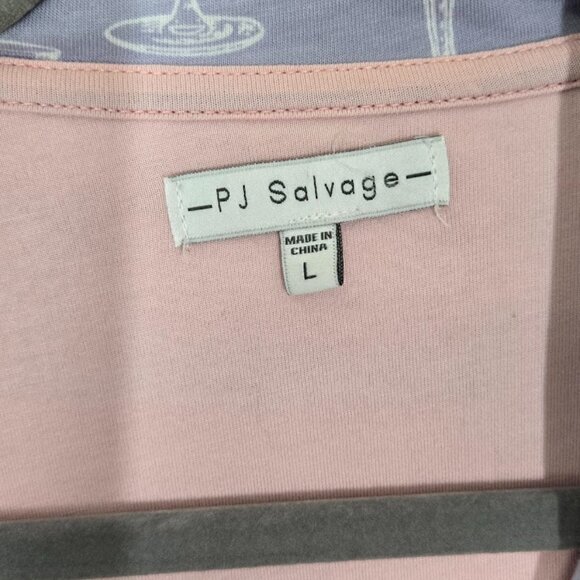 —PJ Salvage—
MADE IN
CHINA
L